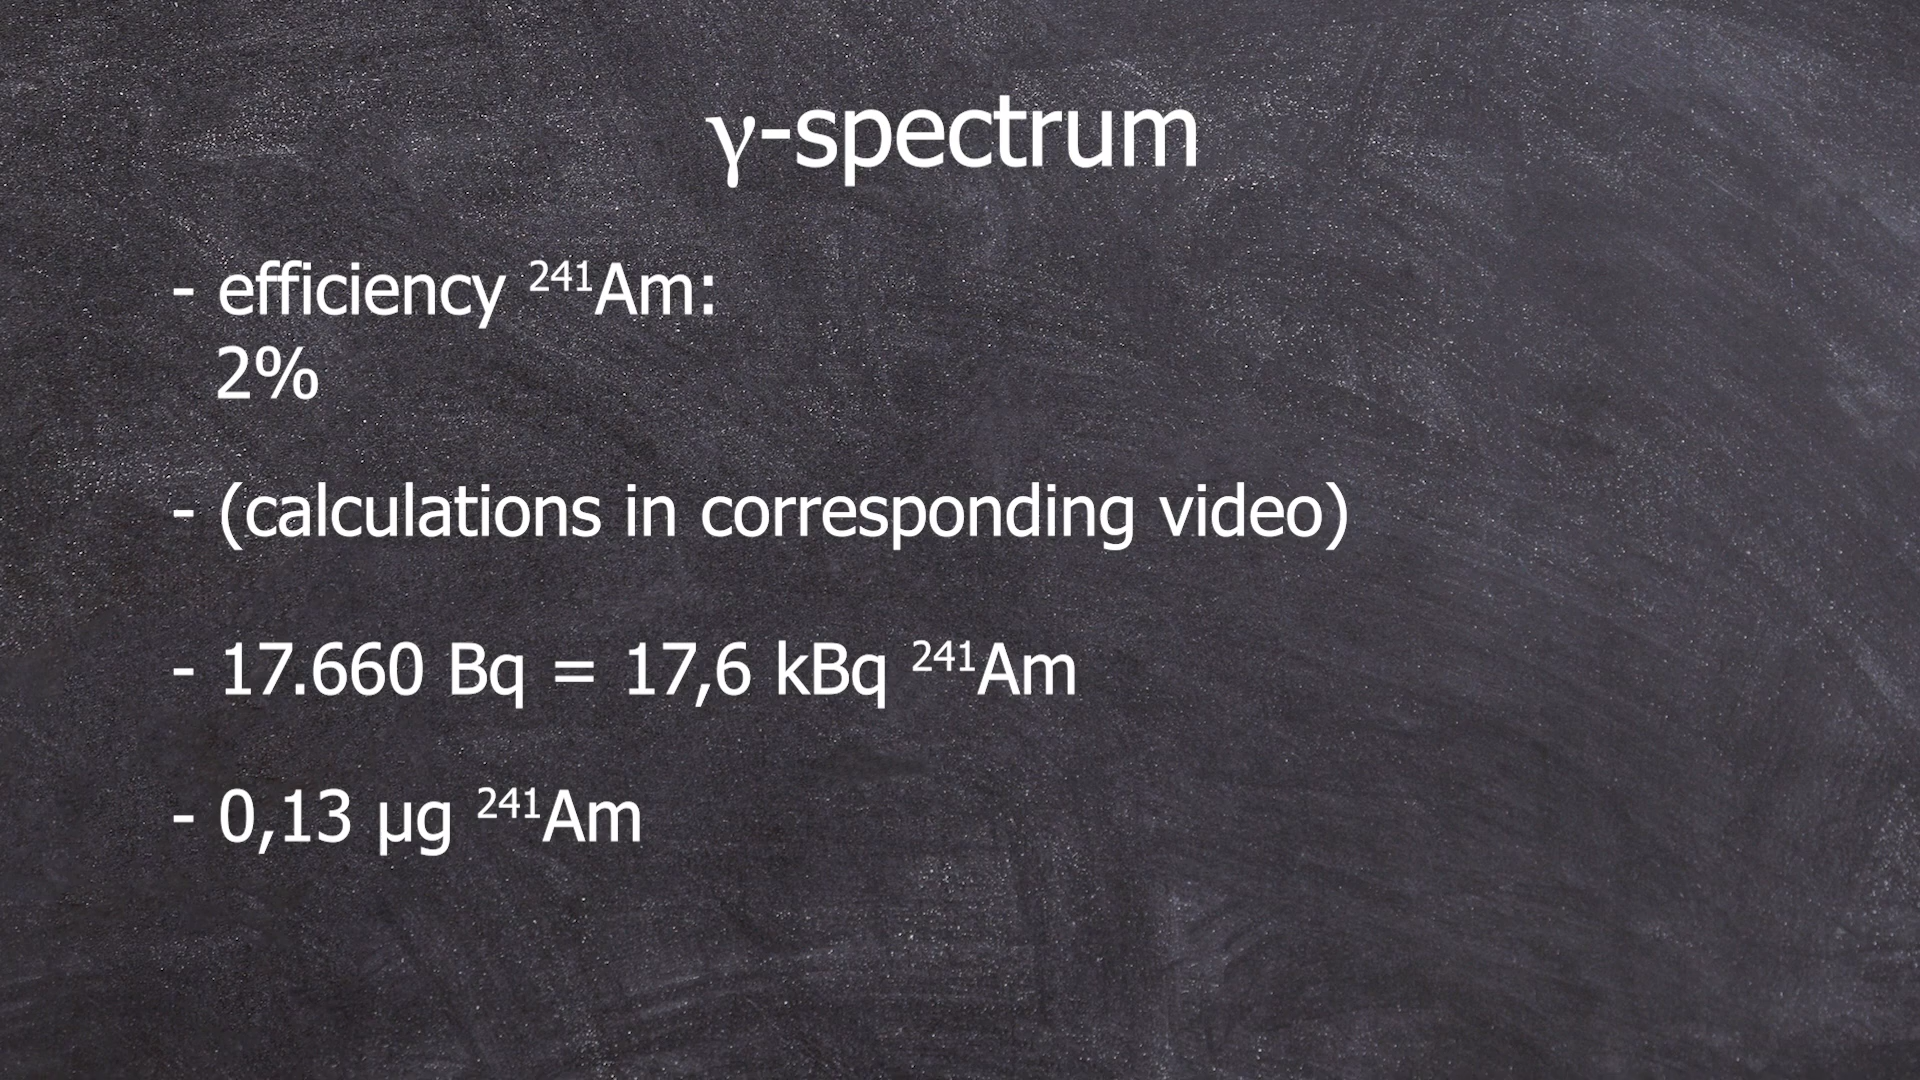 γ-spectrum
- efficiency ²⁴¹Am:
2%
- (calculations in corresponding video)
- 17.660 Bq = 17,6 kBq ²⁴¹Am
- 0,13 µg ²⁴¹Am